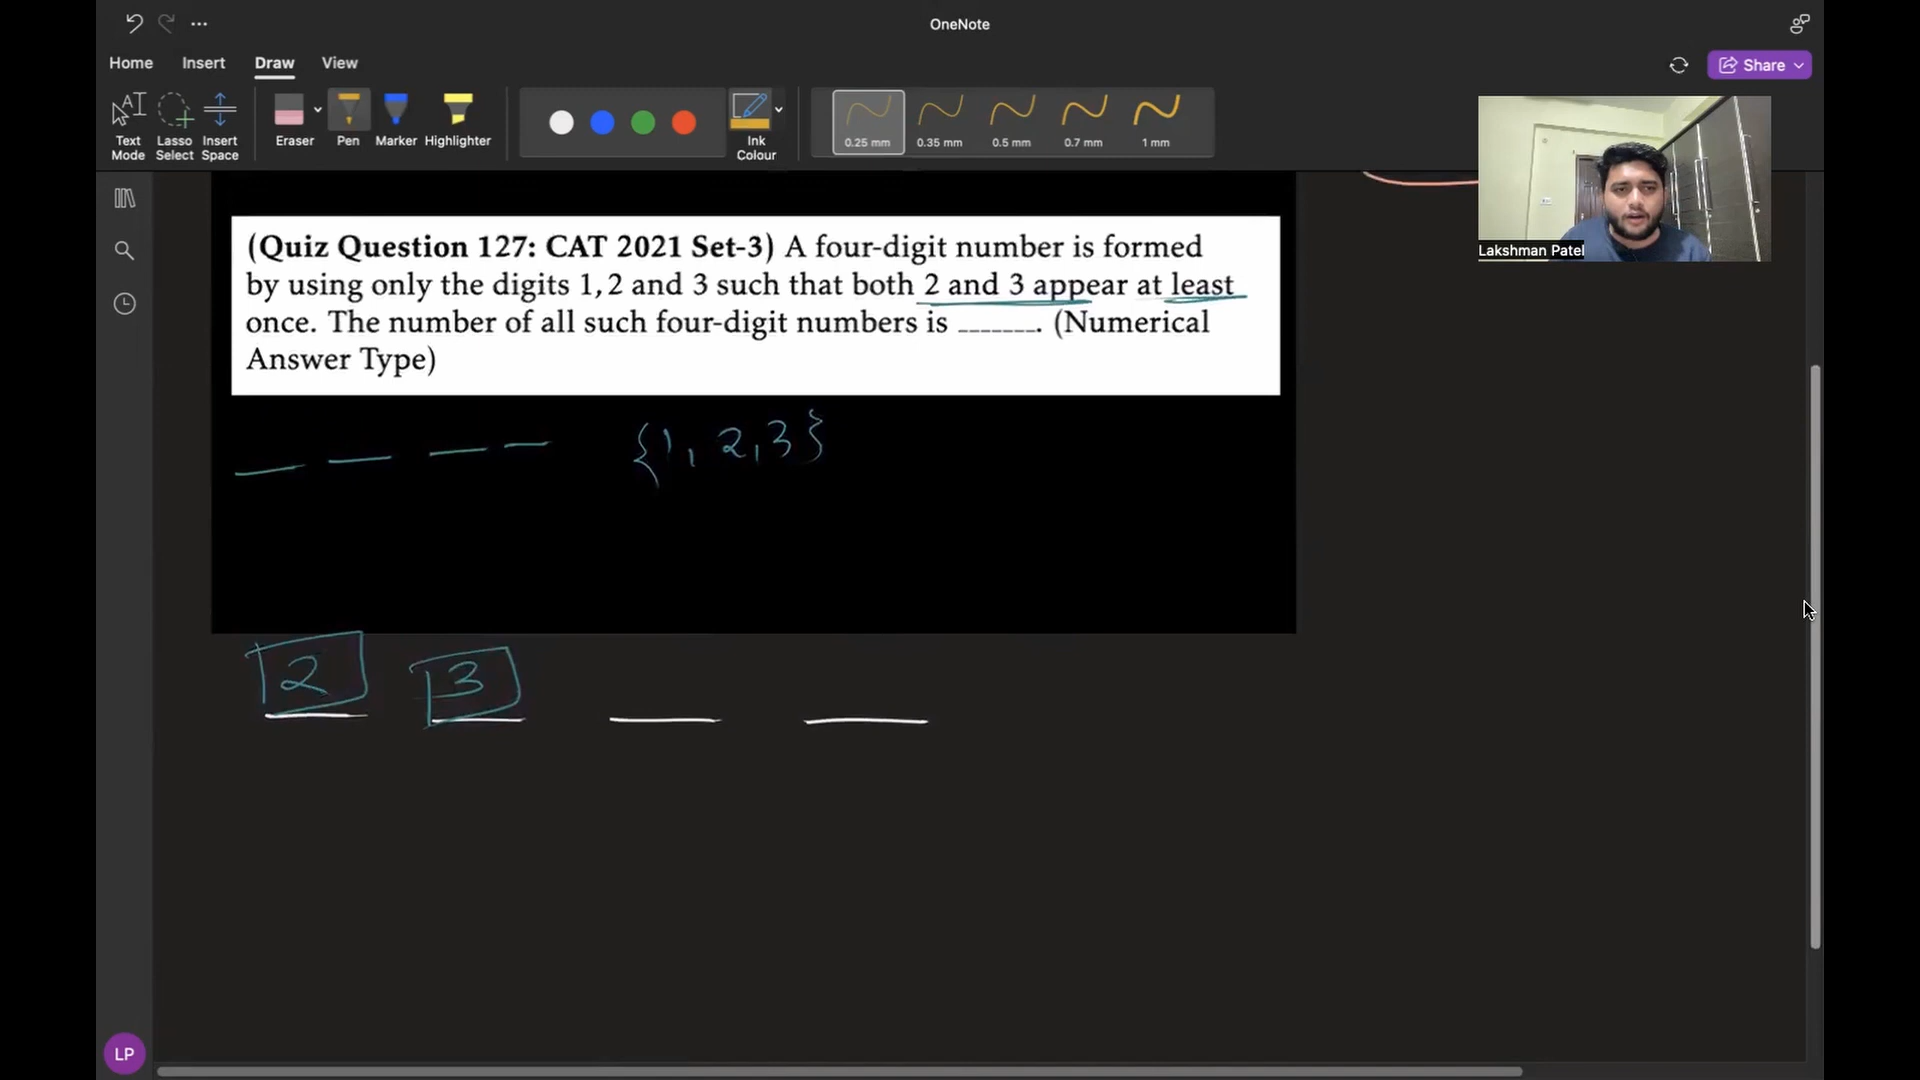 OneNote
Home Insert Draw View
Share
Text Mode
Lasso Select
Insert Space
Eraser
Pen
Marker
Highlighter
Ink Colour
0.25 mm
0.35 mm
0.5 mm
0.7 mm
1 mm
Lakshman Patel
(Quiz Question 127: CAT 2021 Set-3) A four-digit number is formed
by using only the digits 1, 2 and 3 such that both 2 and 3 appear at least
once. The number of all such four-digit numbers is _______. (Numerical
Answer Type)
{1, 2, 3}
2 3
LP